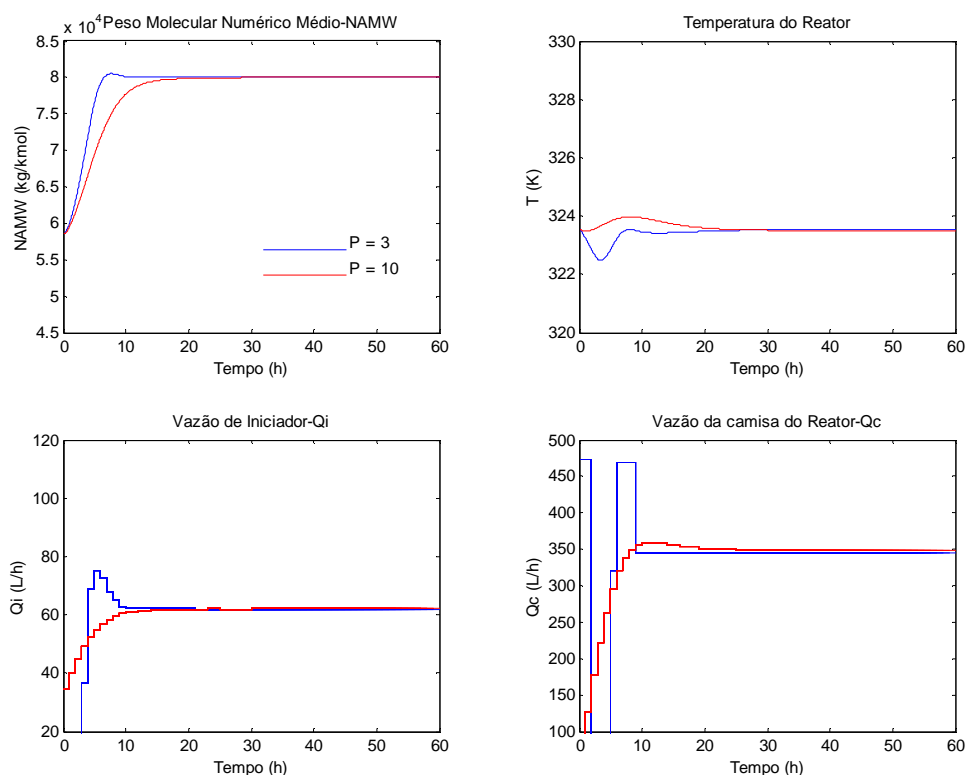 x 10^4 Peso Molecular Numérico Médio-NAMW
8.5
8
7.5
7
6.5
6
5.5
5
4.5
NAMW (kg/kmol)
P = 3
P = 10
0 10 20 30 40 50 60
Tempo (h)
Temperatura do Reator
330
328
326
324
322
320
T (K)
0 10 20 30 40 50 60
Tempo (h)
Vazão de Iniciador-Qi
120
100
80
60
40
20
Qi (L/h)
0 10 20 30 40 50 60
Tempo (h)
Vazão da camisa do Reator-Qc
500
450
400
350
300
250
200
150
100
Qc (L/h)
0 10 20 30 40 50 60
Tempo (h)